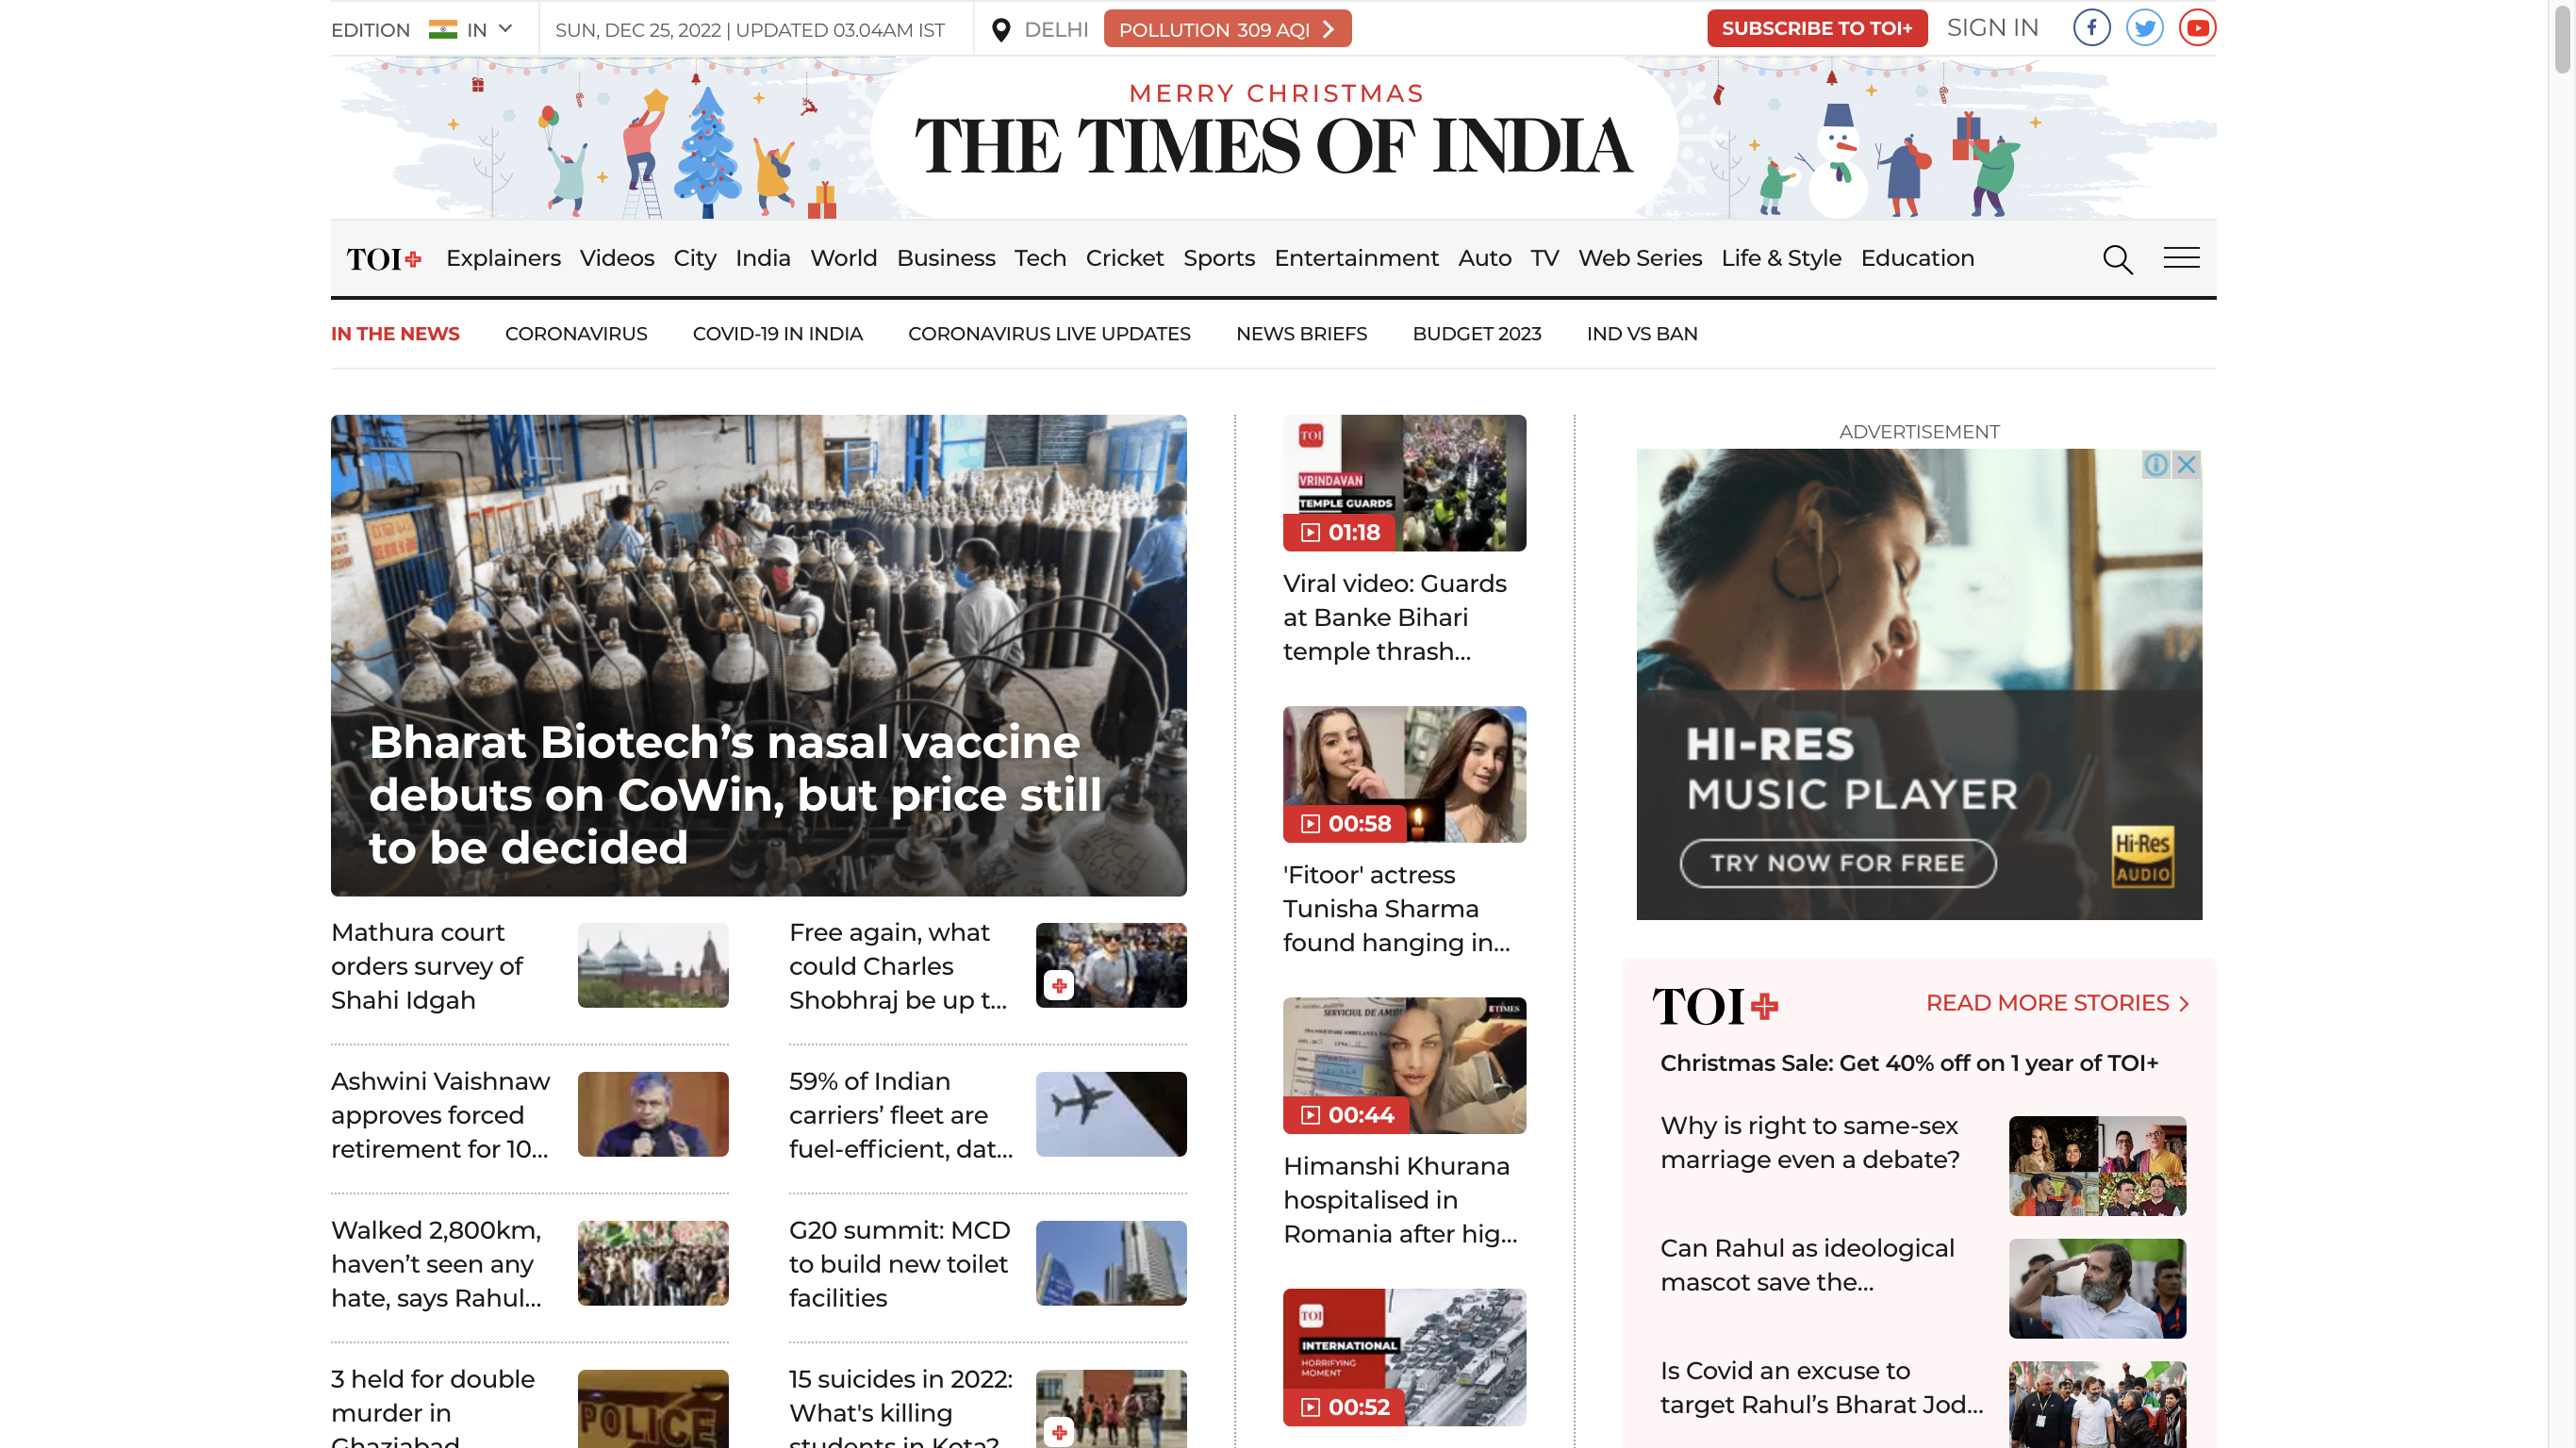 EDITION IN
SUN, DEC 25, 2022 | UPDATED 03.04AM IST
DELHI
POLLUTION 309 AQI
SUBSCRIBE TO TOI+
SIGN IN
MERRY CHRISTMAS
THE TIMES OF INDIA
TOI+ Explainers Videos City India World Business Tech Cricket Sports Entertainment Auto TV Web Series Life & Style Education
IN THE NEWS CORONAVIRUS COVID-19 IN INDIA CORONAVIRUS LIVE UPDATES NEWS BRIEFS BUDGET 2023 IND VS BAN
Bharat Biotech’s nasal vaccine
debuts on CoWin, but price still
to be decided
Mathura court
orders survey of
Shahi Idgah
Free again, what
could Charles
Shobhraj be up t...
Ashwini Vaishnaw
approves forced
retirement for 10...
59% of Indian
carriers’ fleet are
fuel-efficient, dat...
Walked 2,800km,
haven’t seen any
hate, says Rahul...
G20 summit: MCD
to build new toilet
facilities
3 held for double
murder in
Ghaziabad
POLICE
15 suicides in 2022:
What's killing
students in Kota?
TOI
VRINDAVAN
TEMPLE GUARDS
01:18
Viral video: Guards
at Banke Bihari
temple thrash...
00:58
'Fitoor' actress
Tunisha Sharma
found hanging in...
SERVICIUL DE AMBU
TIMES
00:44
Himanshi Khurana
hospitalised in
Romania after hig...
TOI
INTERNATIONAL
HORRIFYING
MOMENT
00:52
ADVERTISEMENT
HI-RES
MUSIC PLAYER
TRY NOW FOR FREE
Hi-Res
AUDIO
TOI+
READ MORE STORIES
Christmas Sale: Get 40% off on 1 year of TOI+
Why is right to same-sex
marriage even a debate?
Can Rahul as ideological
mascot save the...
Is Covid an excuse to
target Rahul’s Bharat Jod...